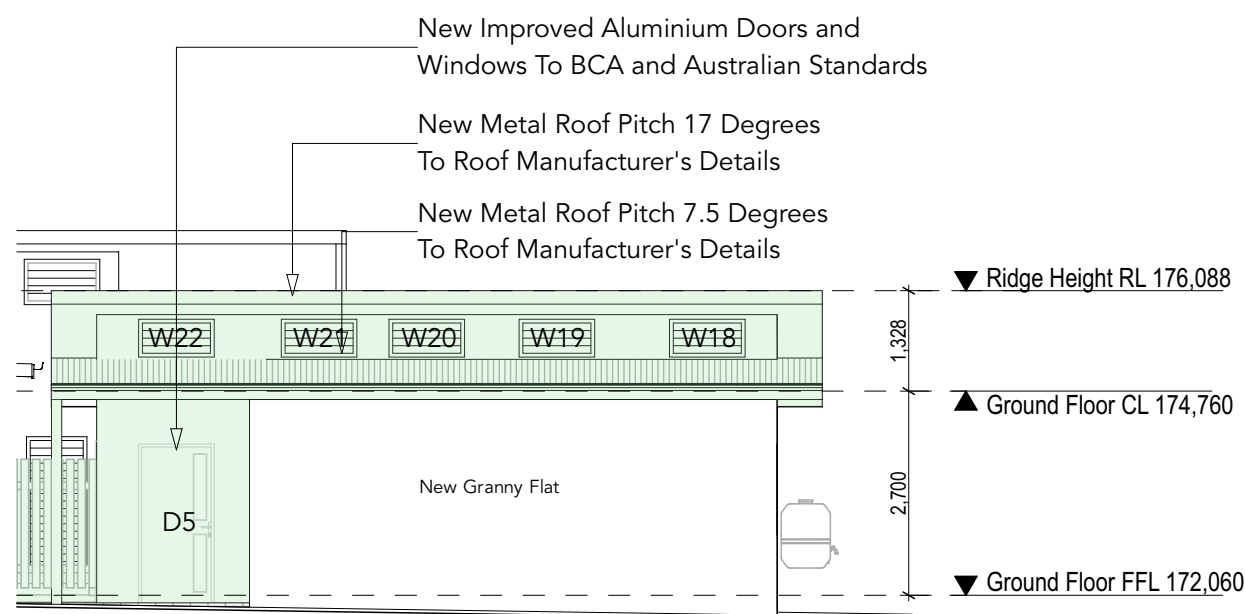 New Improved Aluminium Doors and
Windows To BCA and Australian Standards
New Metal Roof Pitch 17 Degrees
To Roof Manufacturer's Details
New Metal Roof Pitch 7.5 Degrees
To Roof Manufacturer's Details
Ridge Height RL 176,088
W22
W21
W20
W19
W18
1,328
Ground Floor CL 174,760
New Granny Flat
2,700
D5
Ground Floor FFL 172,060